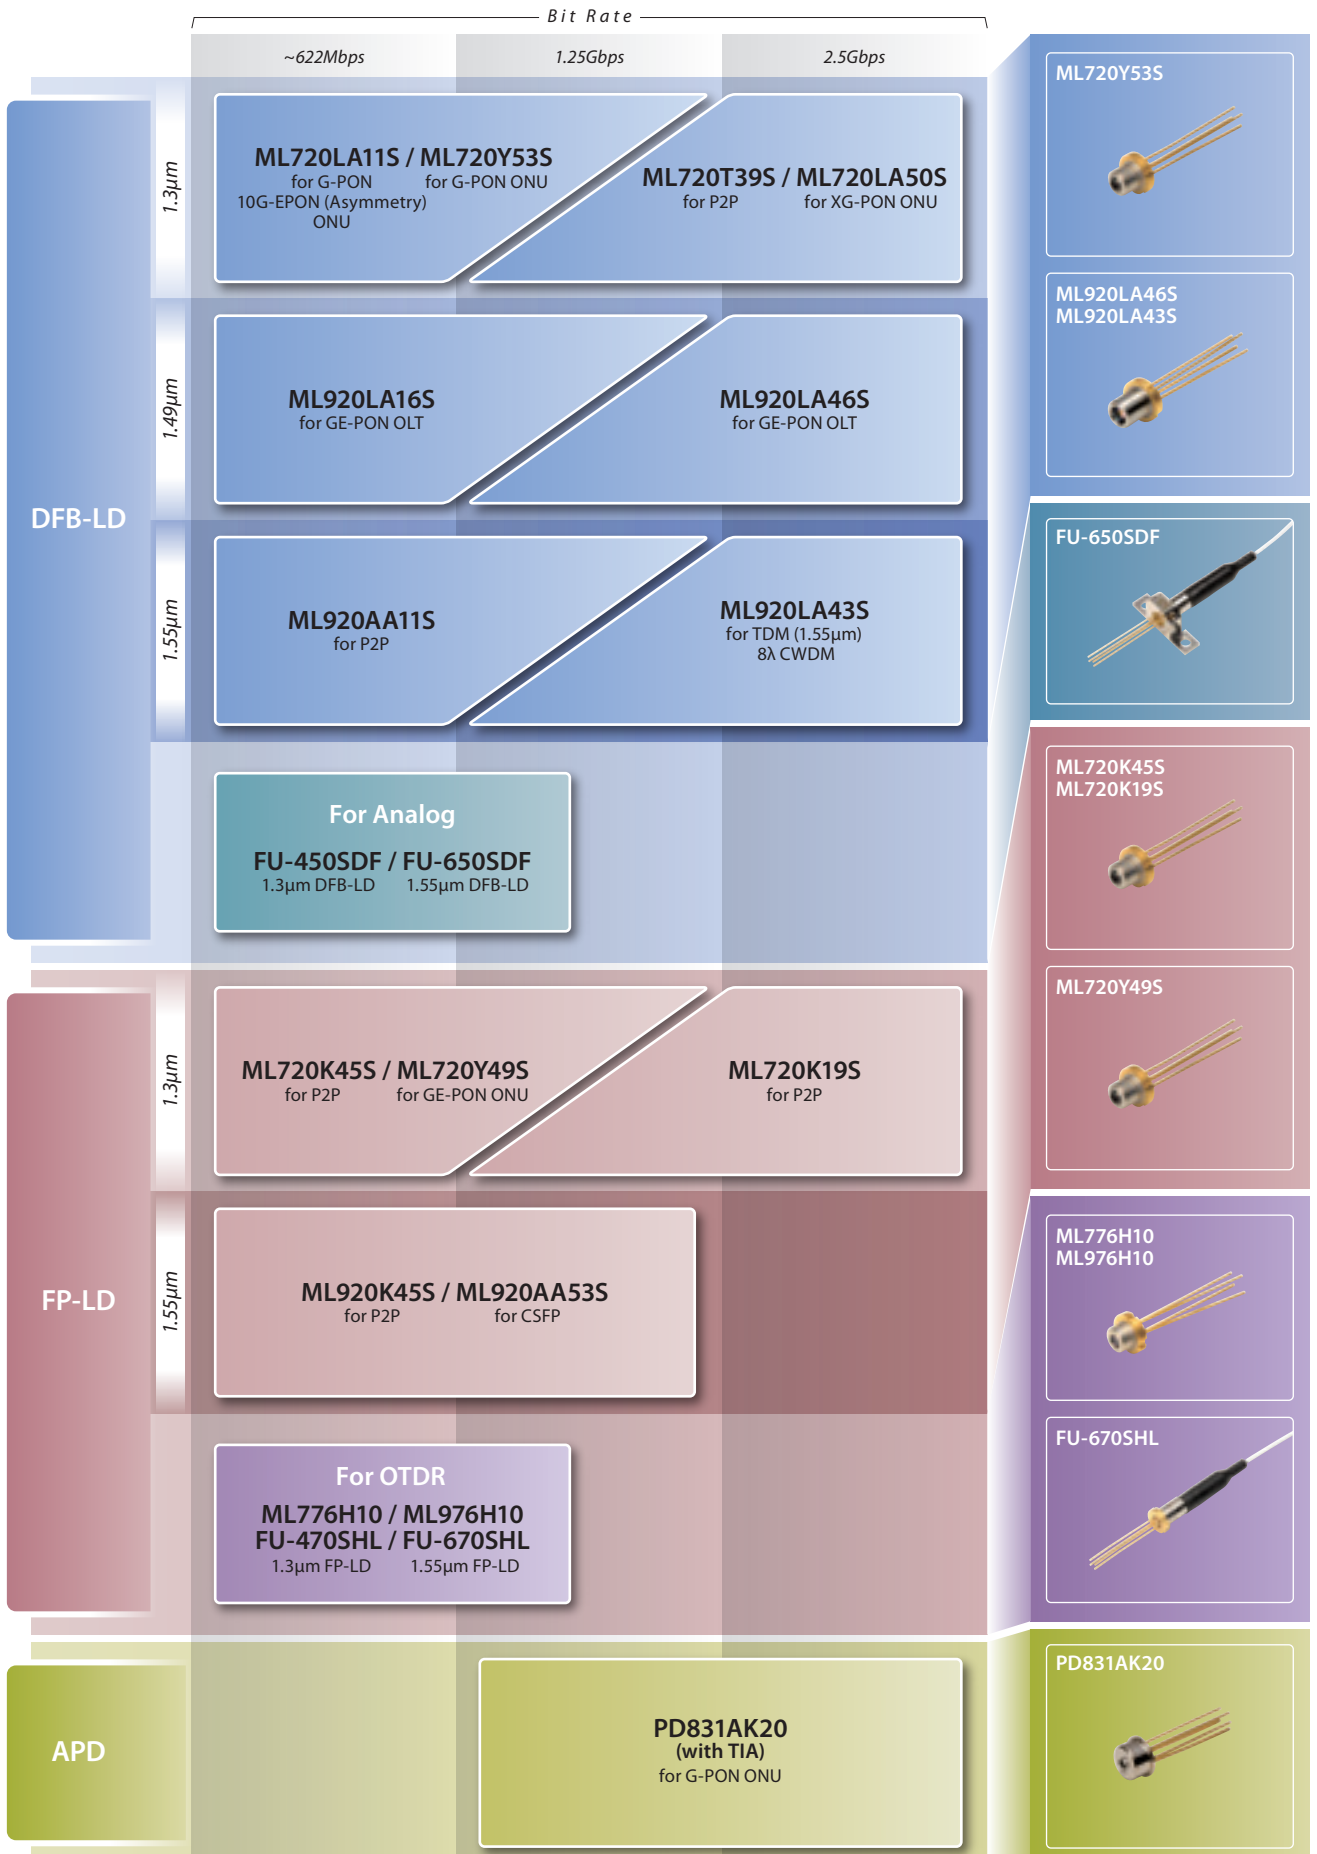 Bit Rate
~622Mbps
1.25Gbps
2.5Gbps
DFB-LD
1.3µm
ML720LA11S / ML720Y53S
for G-PON for G-PON ONU
10G-EPON (Asymmetry)
ONU
ML720T39S / ML720LA50S
for P2P for XG-PON ONU
1.49µm
ML920LA16S
for GE-PON OLT
ML920LA46S
for GE-PON OLT
1.55µm
ML920AA11S
for P2P
ML920LA43S
for TDM (1.55µm)
8λ CWDM
For Analog
FU-450SDF / FU-650SDF
1.3µm DFB-LD 1.55µm DFB-LD
FP-LD
1.3µm
ML720K45S / ML720Y49S
for P2P for GE-PON ONU
ML720K19S
for P2P
1.55µm
ML920K45S / ML920AA53S
for P2P for CSFP
For OTDR
ML776H10 / ML976H10
FU-470SHL / FU-670SHL
1.3µm FP-LD 1.55µm FP-LD
APD
PD831AK20
(with TIA)
for G-PON ONU
ML720Y53S
ML920LA46S
ML920LA43S
FU-650SDF
ML720K45S
ML720K19S
ML720Y49S
ML776H10
ML976H10
FU-670SHL
PD831AK20